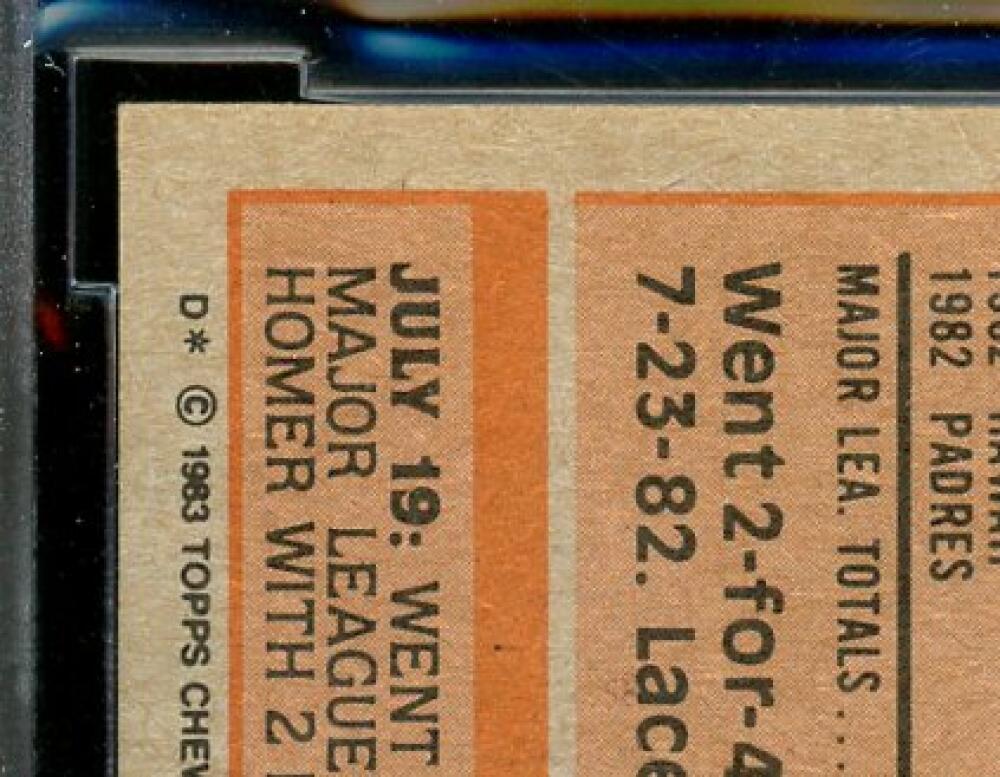 1982 PADRES
MAJOR LEA. TOTALS....
Went 2-for-4
7-23-82. Lace
JULY 19: WENT
MAJOR LEAGUE
HOMER WITH 2
D* © 1983 TOPPS CHEW